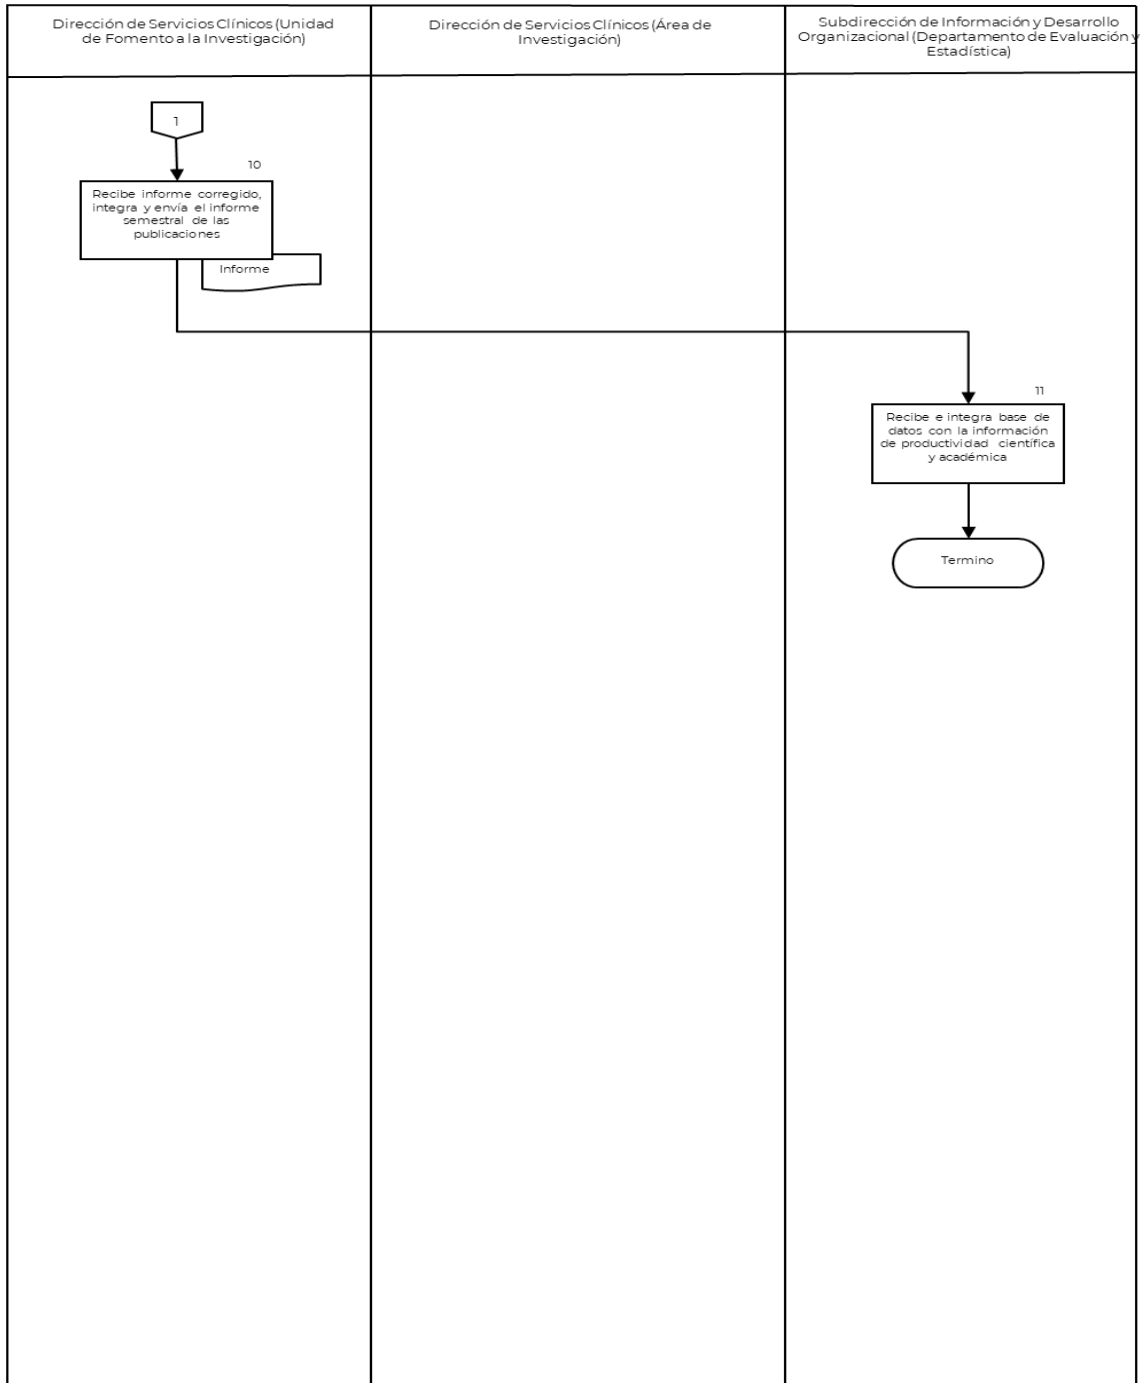 Dirección de Servicios Clínicos (Unidad
de Fomento a la Investigación)
Dirección de Servicios Clínicos (Área de
Investigación)
Subdirección de Información y Desarrollo
Organizacional (Departamento de Evaluación y
Estadística)
1
10
Recibe informe corregido,
integra y envía el informe
semestral de las
publicaciones
Informe
11
Recibe e integra base de
datos con la información
de productividad científica
y académica
Termino